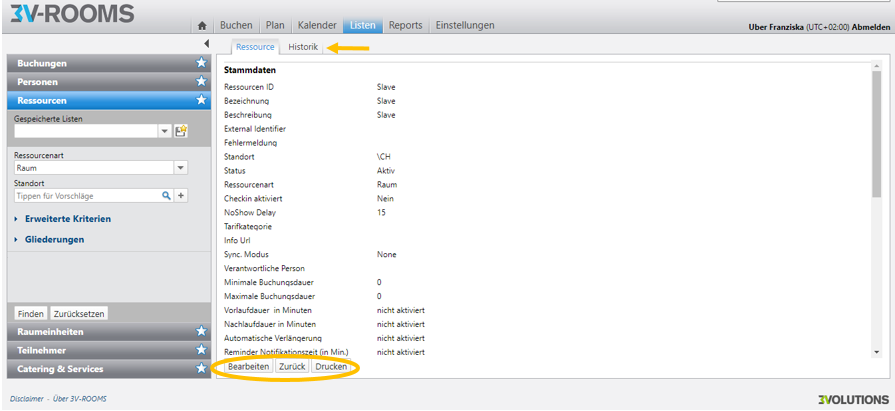 3V-ROOMS
Buchen Plan Kalender Listen Reports Einstellungen
Uber Franziska (UTC+02:00) Abmelden
Ressource Historik
Buchungen
Personen
Ressourcen
Gespeicherte Listen
Ressourcenart
Raum
Standort
Tippen für Vorschläge
Erweiterte Kriterien
Gliederungen
Finden Zurücksetzen
Raumeinheiten
Teilnehmer
Catering & Services
Stammdaten
Ressourcen ID Slave
Bezeichnung Slave
Beschreibung Slave
External Identifier
Fehlermeldung
Standort \CH
Status Aktiv
Ressourcenart Raum
Checkin aktiviert Nein
NoShow Delay 15
Tarifkategorie
Info Url
Sync. Modus None
Verantwortliche Person
Minimale Buchungsdauer 0
Maximale Buchungsdauer 0
Vorlaufdauer in Minuten nicht aktiviert
Nachlaufdauer in Minuten nicht aktiviert
Automatische Verlängerung nicht aktiviert
Reminder Notifikationszeit (in Min.) nicht aktiviert
Bearbeiten Zurück Drucken
Disclaimer · Über 3V-ROOMS
3VOLUTIONS